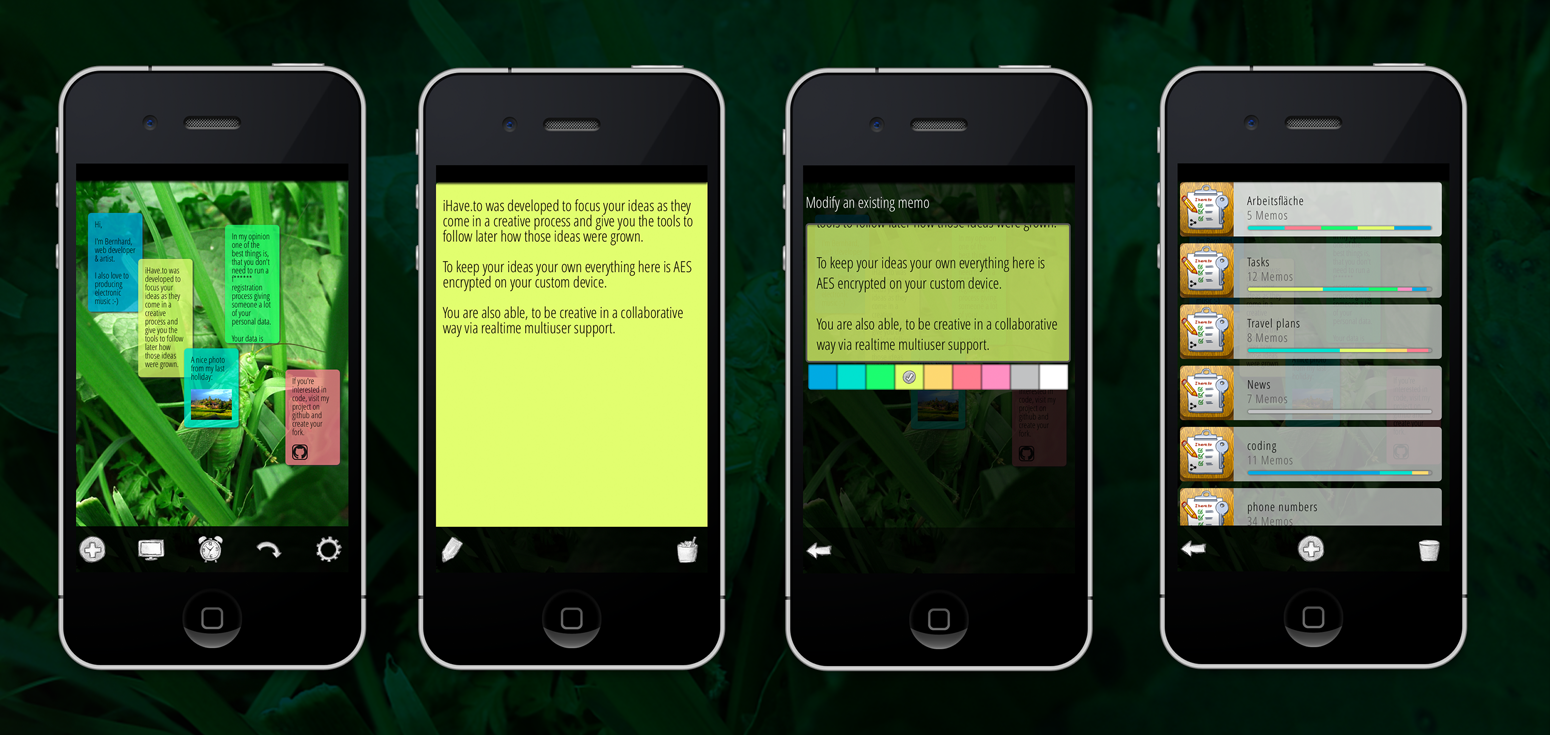 Hi,
I'm Bernhard,
web developer
& artist.
I also love to
producing
electronic
music ;-)
iHave.to was
developed to
focus your
ideas as they
come in a
creative
process and
give you the
tools to follow
later how
those ideas
were grown.
In my opinion
one of the
best things is,
that you don't
need to run a
registration
process giving
someone a lot
of your
personal data.
Your data is
A nice photo
from my last
holiday:
If you're
interested in
code, visit my
project on
github and
create your
fork.
iHave.to was developed to focus your ideas as they
come in a creative process and give you the tools to
follow later how those ideas were grown.
To keep your ideas your own everything here is AES
encrypted on your custom device.
You are also able, to be creative in a collaborative
way via realtime multiuser support.
Modify an existing memo
tools to follow later how those ideas were grown.
To keep your ideas your own everything here is
AES encrypted on your custom device.
You are also able, to be creative in a collaborative
way via realtime multiuser support.
code, visit my
project on
github and
create your
fork.
Arbeitsfläche
5 Memos
Tasks
12 Memos
Travel plans
8 Memos
News
7 Memos
coding
11 Memos
phone numbers
34 Memos